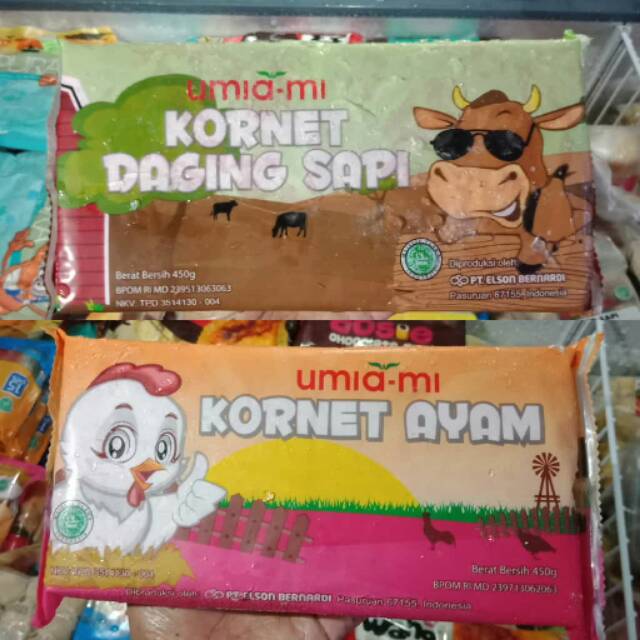 umia-mi
KORNET
DAGING SAPI
Berat Bersih 450g
BPOM RI MD 239513063063
NKV. TPD 3514130 - 004
Diproduksi oleh
PT. ELSON BERNARDI
Pasuruan 67155, Indonesia
umia-mi
KORNET AYAM
Berat Bersih 450g
BPOM RI MD 239713062063
Diproduksi oleh PT. ELSON BERNARDI Pasuruan 67155, Indonesia